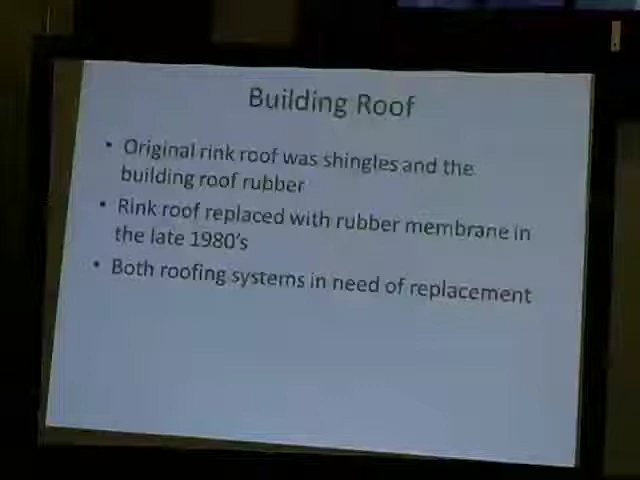 Building Roof
• Original rink roof was shingles and the
building roof rubber
• Rink roof replaced with rubber membrane in
the late 1980's
• Both roofing systems in need of replacement